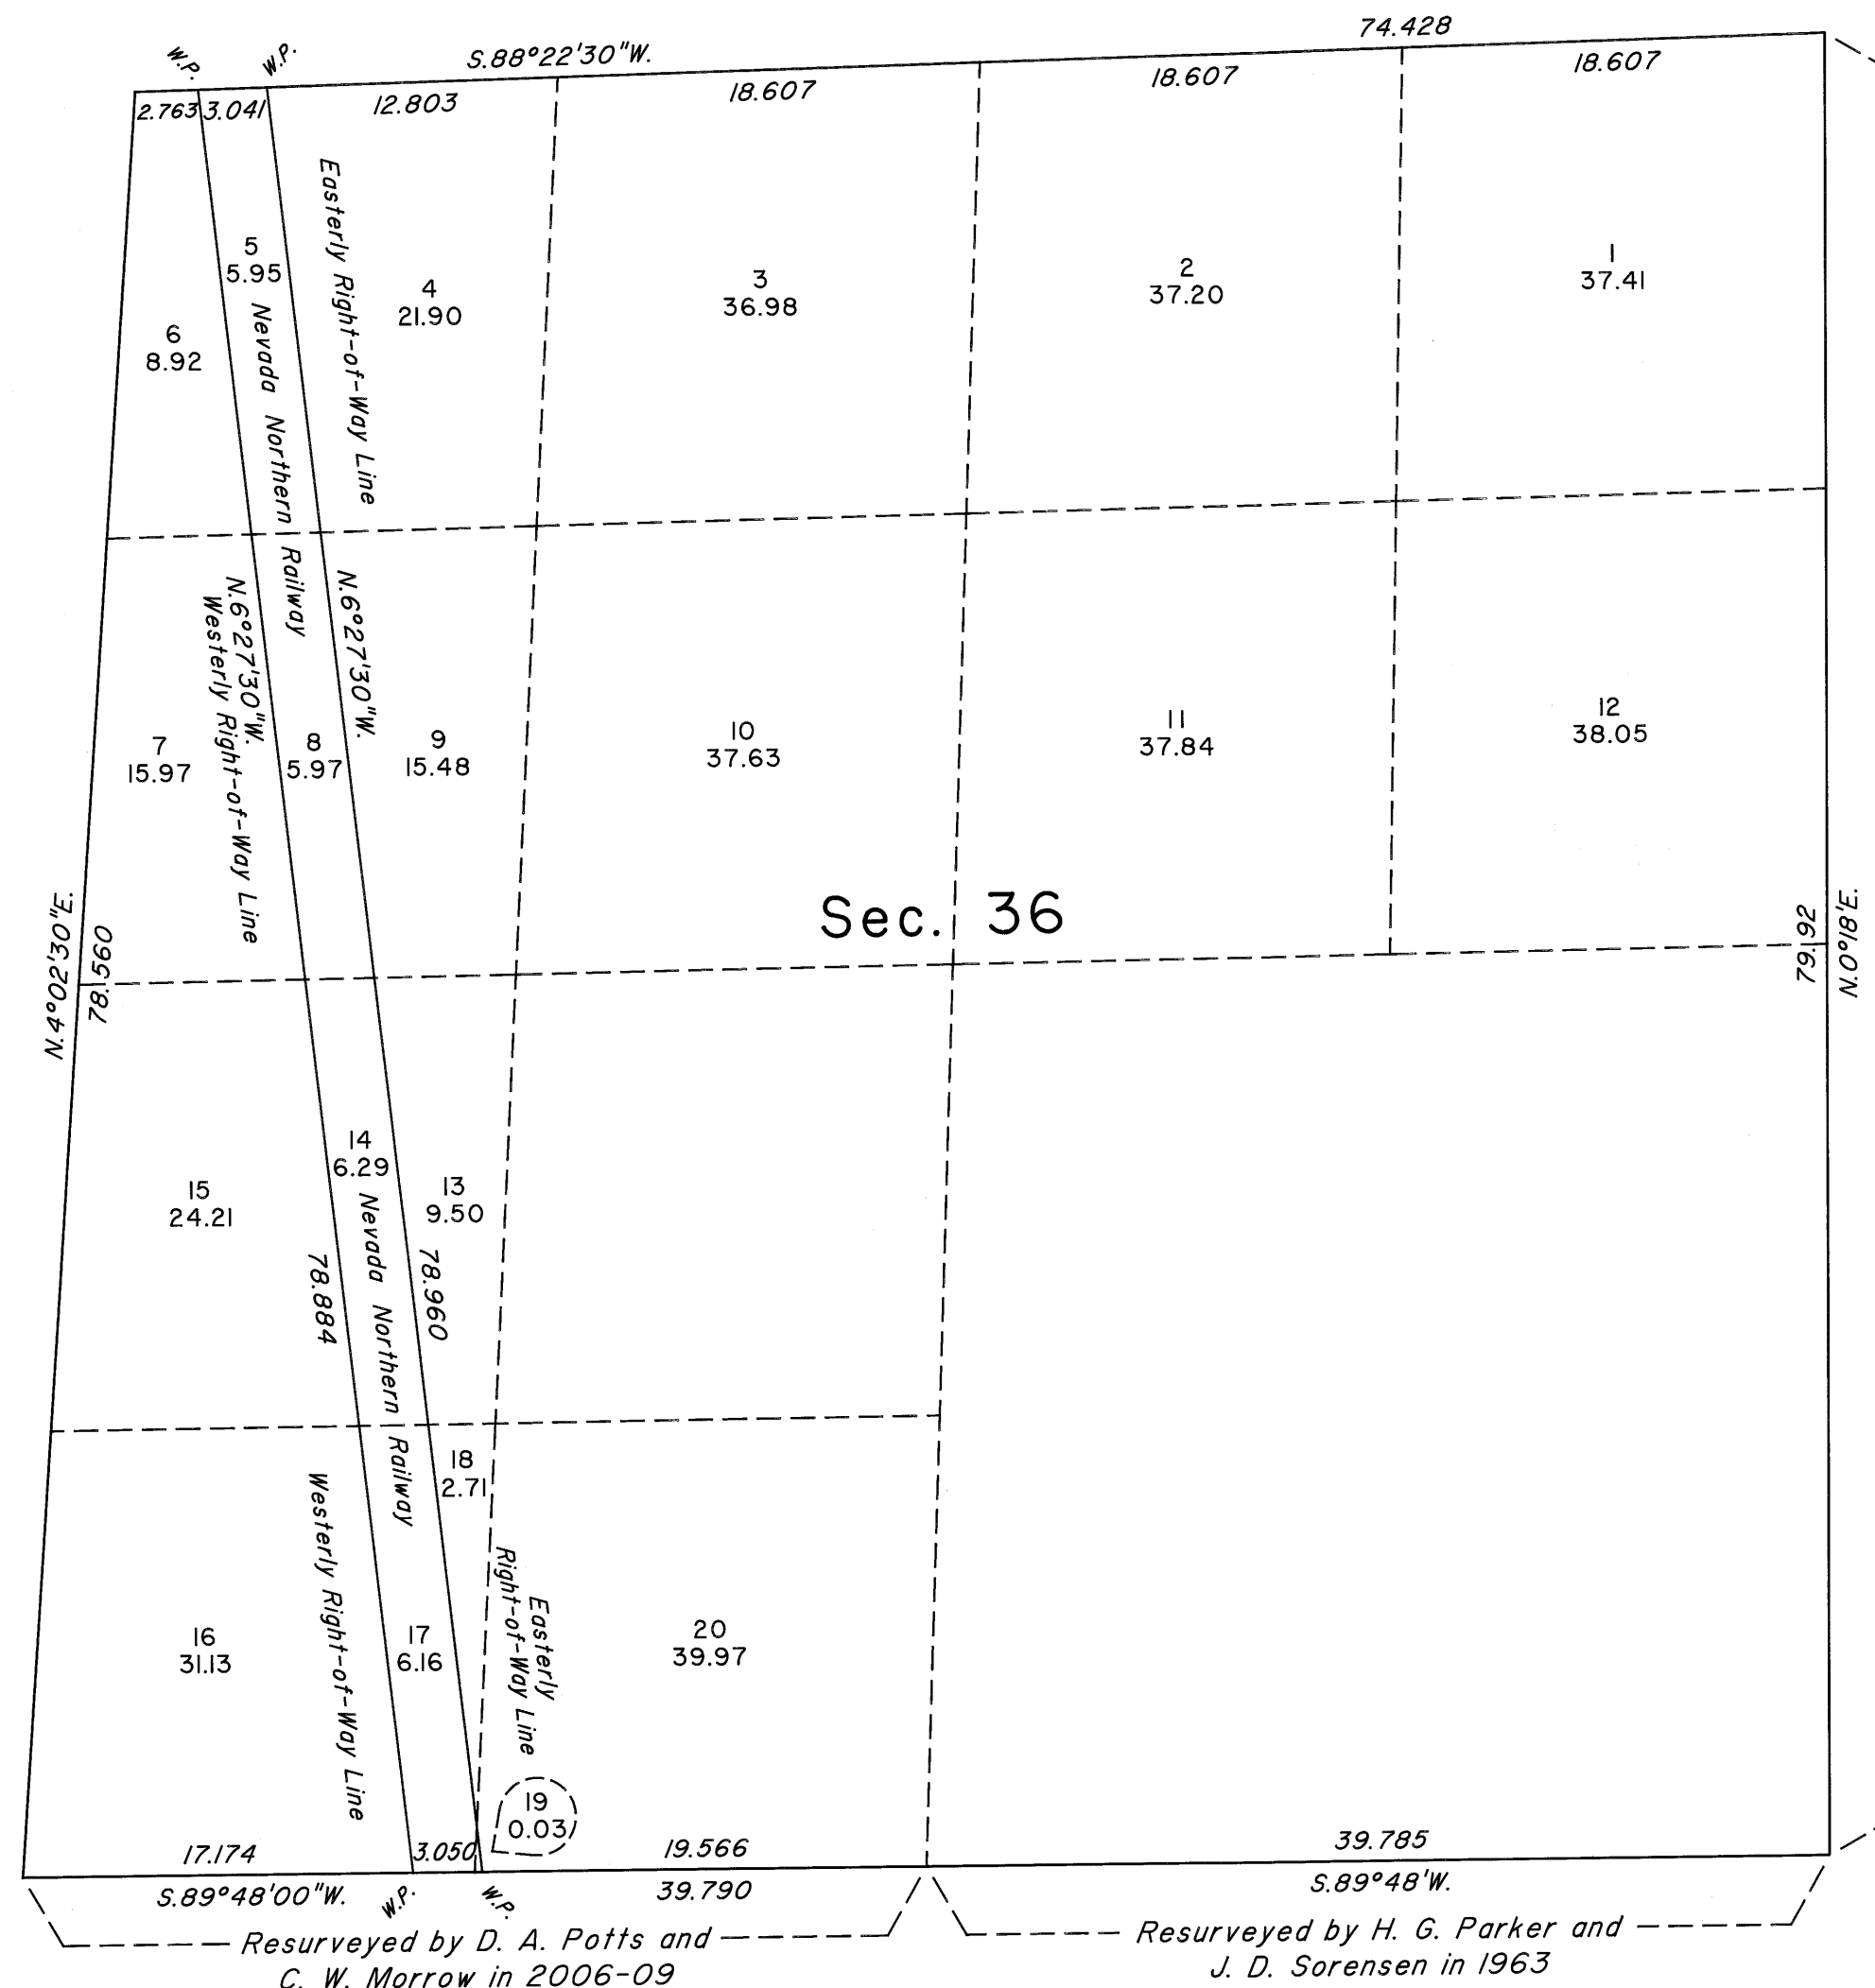 74.428
W.P.
W.P.
S.88°22'30"W.
2.763
3.041
12.803
18.607
18.607
18.607
Easterly Right-of-Way Line
5
5.95
4
21.90
3
36.98
2
37.20
1
37.41
6
8.92
Nevada Northern Railway
N.6°27'30"W.
Westerly Right-of-Way Line
N.6°27'30"W.
7
15.97
8
5.97
9
15.48
10
37.63
11
37.84
12
38.05
Sec. 36
N.4°02'30"E.
78.560
79.92
N.0°18'E.
14
6.29
13
9.50
15
24.21
Nevada Northern Railway
78.884
78.960
18
2.71
Westerly Right-of-Way Line
Easterly
Right-of-Way Line
16
31.13
17
6.16
20
39.97
19
0.03
17.174
3.050
19.566
39.785
S.89°48'00"W.
W.P.
W.P.
39.790
S.89°48'W.
Resurveyed by D. A. Potts and
C. W. Morrow in 2006-09
Resurveyed by H. G. Parker and
J. D. Sorensen in 1963